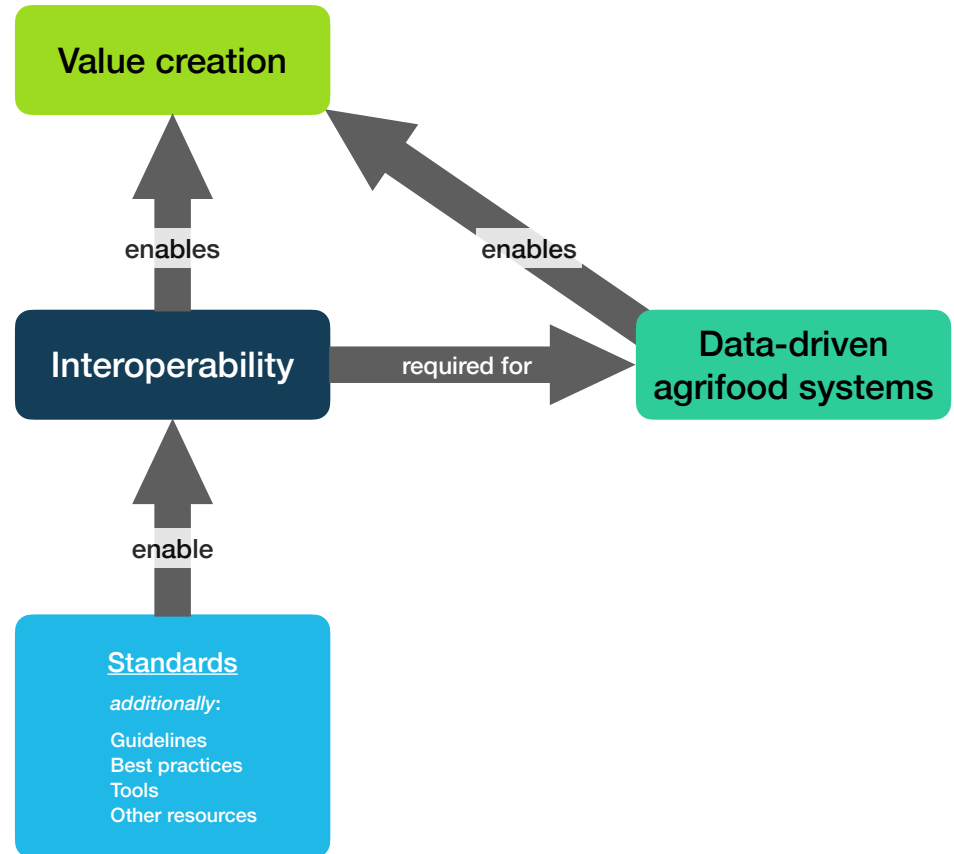 Value creation
enables
enables
Interoperability
required for
Data-driven
agrifood systems
enable
Standards
additionally:
Guidelines
Best practices
Tools
Other resources